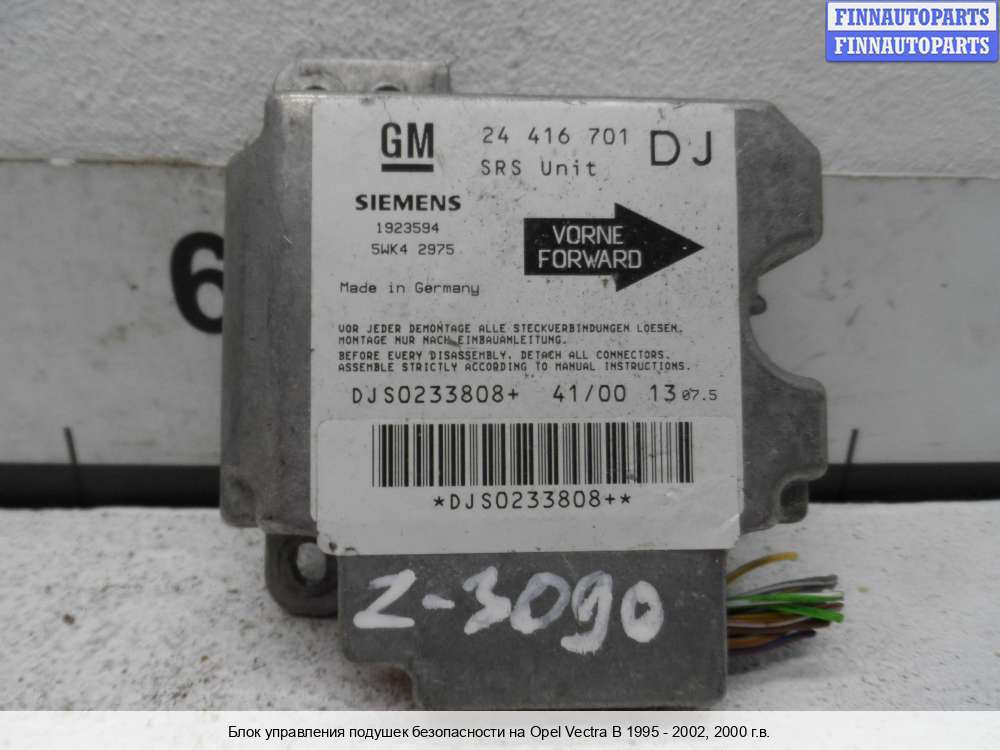 FINNAUTOPARTS
FINNAUTOPARTS
GM 24 416 701 DJ
SRS Unit
SIEMENS
1923594
5WK4 2975
VORNE
FORWARD
Made in Germany
VOR JEDER DEMONTAGE ALLE STECKVERBINDUNGEN LOESEN.
MONTAGE NUR NACH EINBAUANLEITUNG.
BEFORE EVERY DISASSEMBLY, DETACH ALL CONNECTORS.
ASSEMBLE STRICTLY ACCORDING TO MANUAL INSTRUCTIONS.
DJS0233808+ 41/00 13 07.5
*DJS0233808+*
6
Z-3090
Блок управления подушек безопасности на Opel Vectra B 1995 - 2002, 2000 г.в.